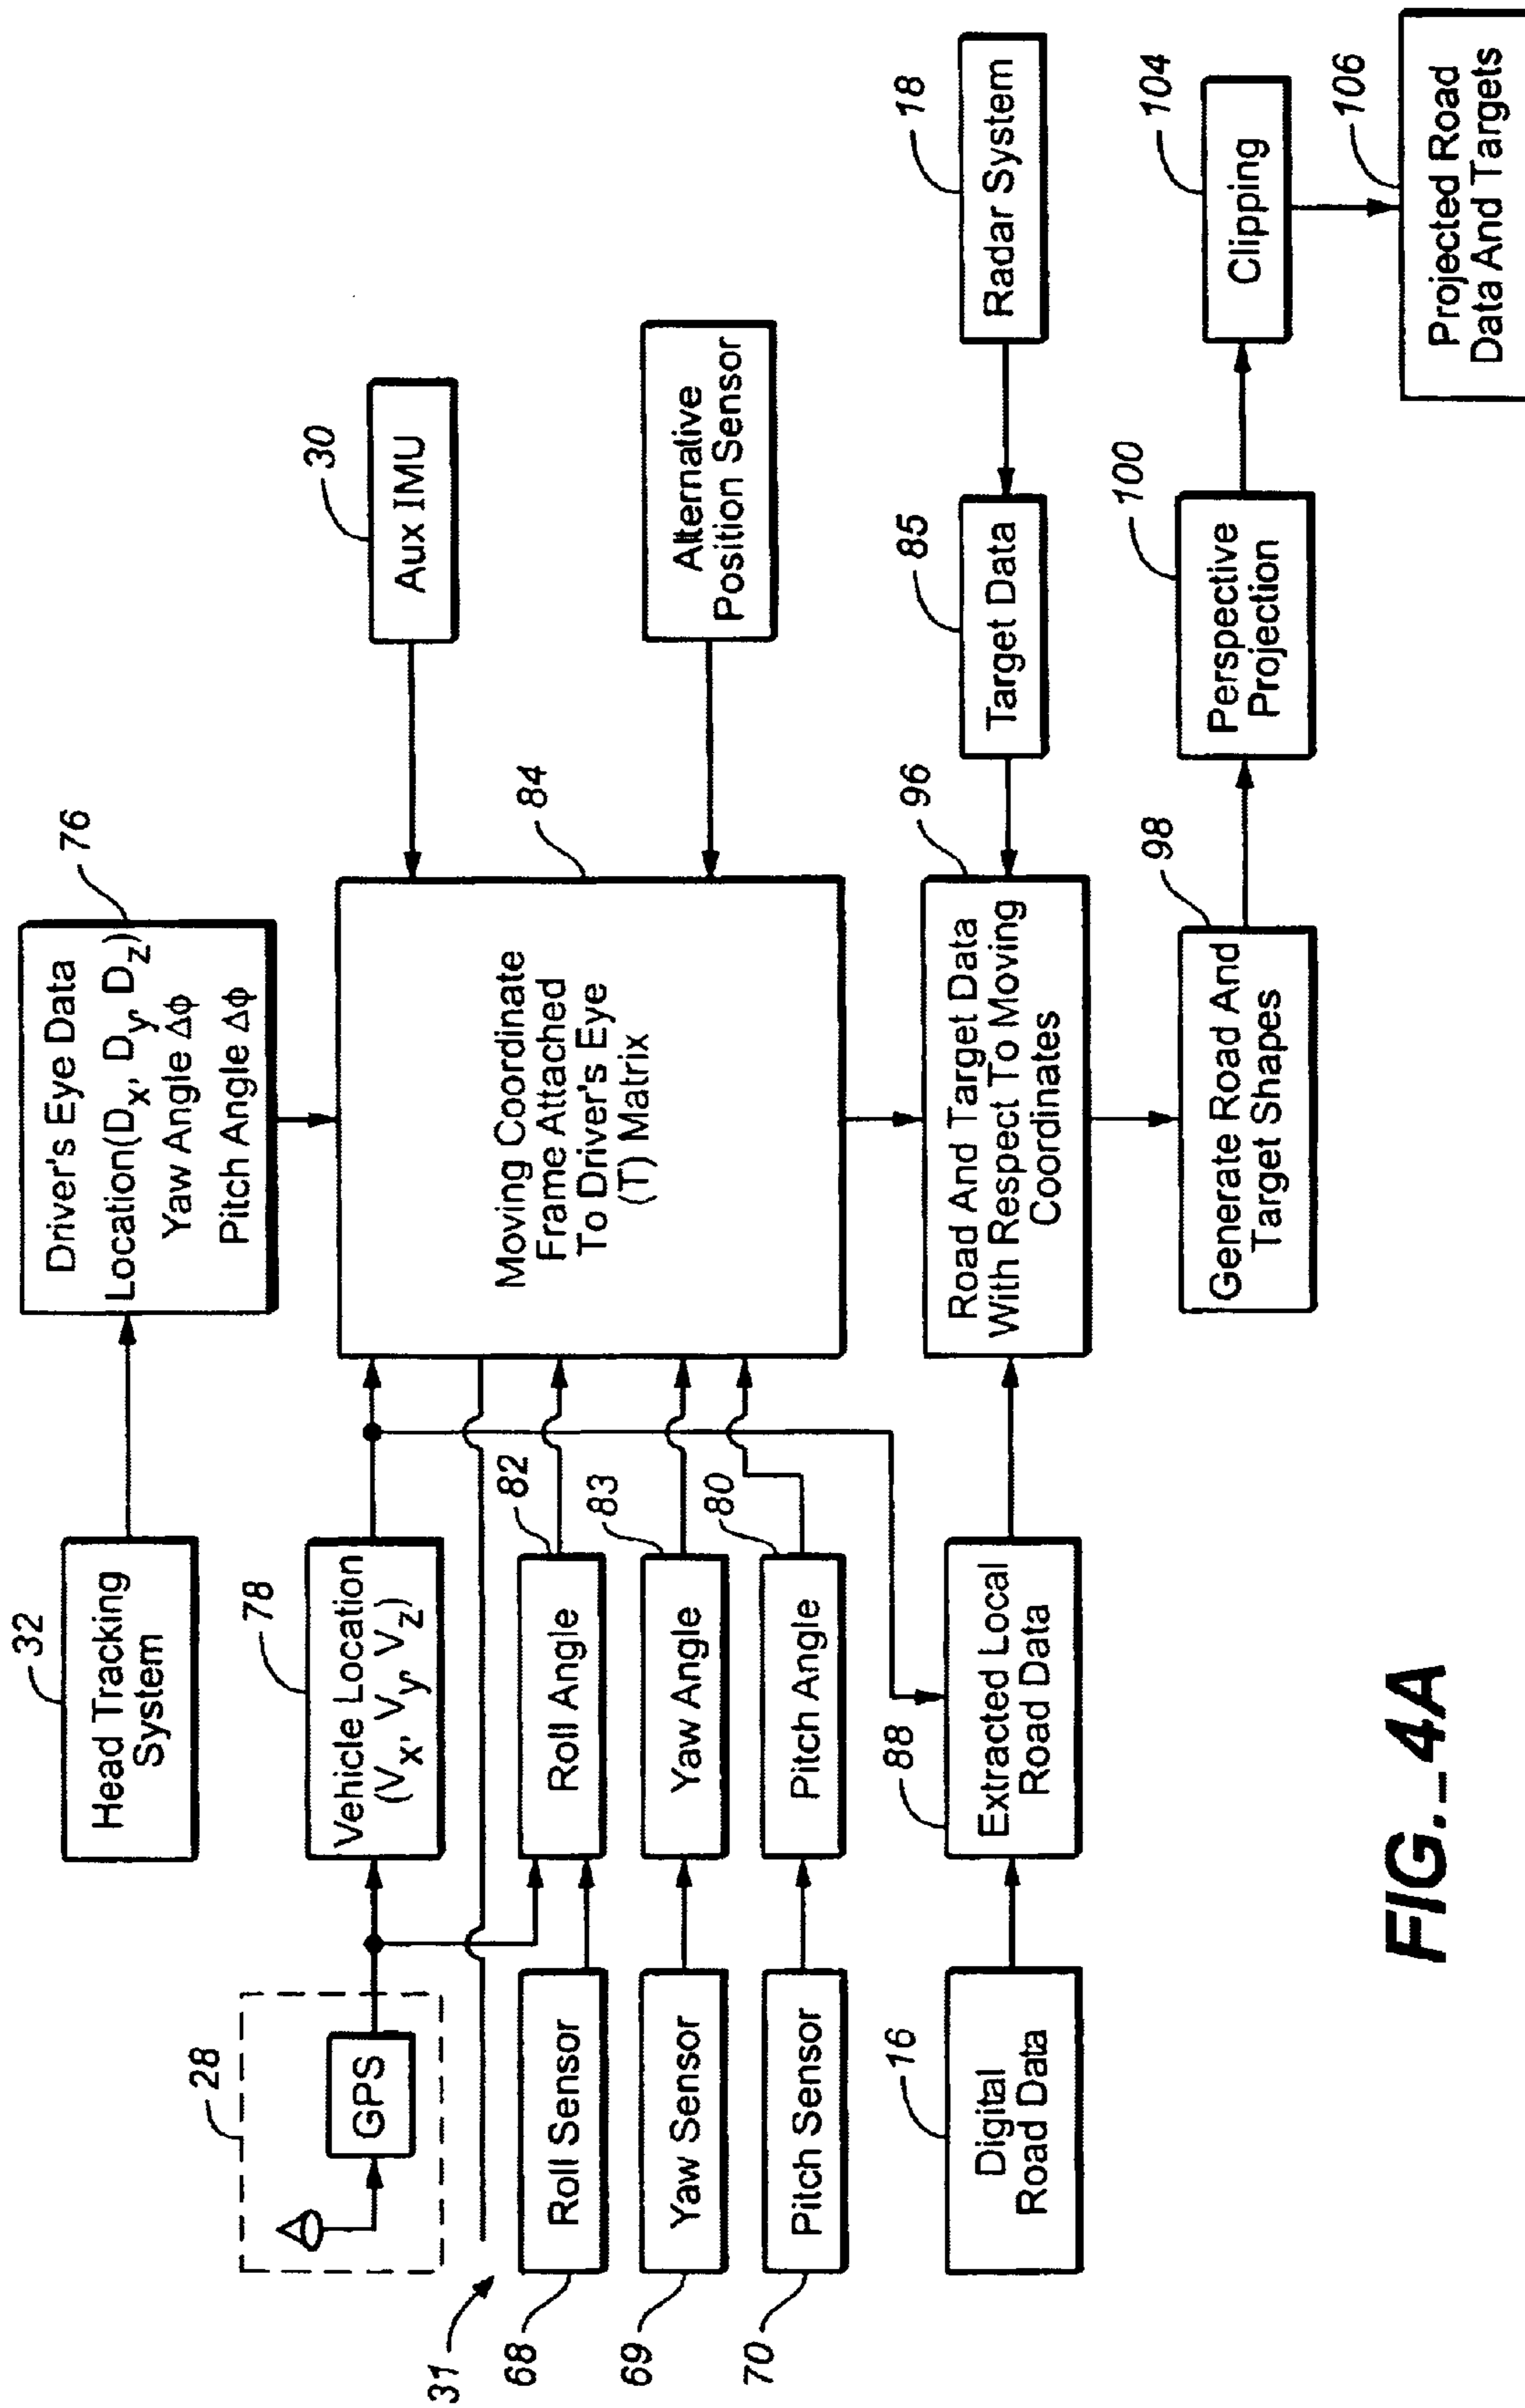 32
Head Tracking
System
76
Driver's Eye Data
Location(Dx, Dy, Dz)
Yaw Angle Δϕ
Pitch Angle Δϕ
28
GPS
78
Vehicle Location
(Vx, Vy, Vz)
84
Moving Coordinate
Frame Attached
To Driver's Eye
(T) Matrix
30
Aux IMU
Alternative
Position Sensor
31
68
Roll Sensor
82
Roll Angle
69
Yaw Sensor
83
Yaw Angle
70
Pitch Sensor
80
Pitch Angle
16
Digital
Road Data
88
Extracted Local
Road Data
96
Road And Target Data
With Respect To Moving
Coordinates
85
Target Data
18
Radar System
98
Generate Road And
Target Shapes
100
Perspective
Projection
104
Clipping
106
Projected Road
Data And Targets
FIG._4A